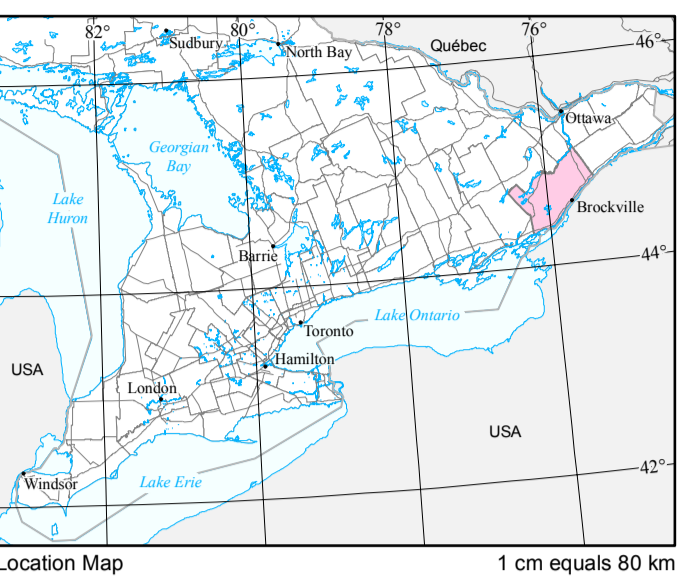 82°
80°
78°
76°
46°
Sudbury
North Bay
Québec
Ottawa
Georgian
Bay
Lake
Huron
Brockville
Barrie
44°
Lake Ontario
Toronto
USA
Hamilton
London
USA
42°
Lake Erie
Windsor
Location Map
1 cm equals 80 km